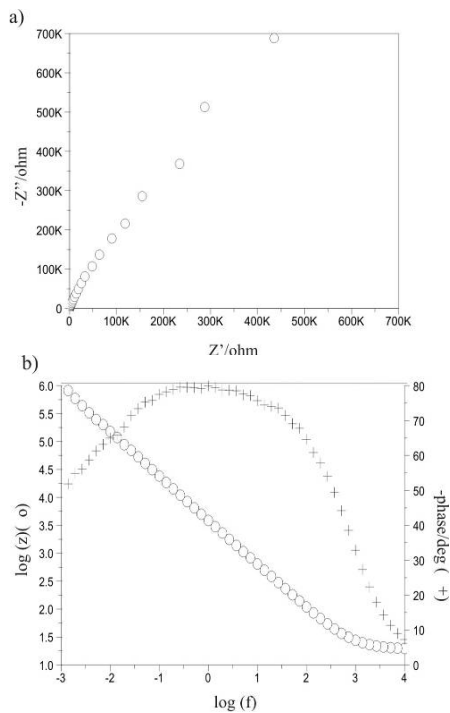 a)
700K
600K
500K
400K
300K
200K
100K
0
-Z''/ohm
0 100K 200K 300K 400K 500K 600K 700K
Z'/ohm
b)
6.0 80
5.5 70
5.0 60
4.5 50
4.0 40
3.5 30
3.0
2.5 20
2.0
1.5 10
1.0 0
log (z)( o)
-phase/deg ( +)
-3 -2 -1 0 1 2 3 4
log (f)